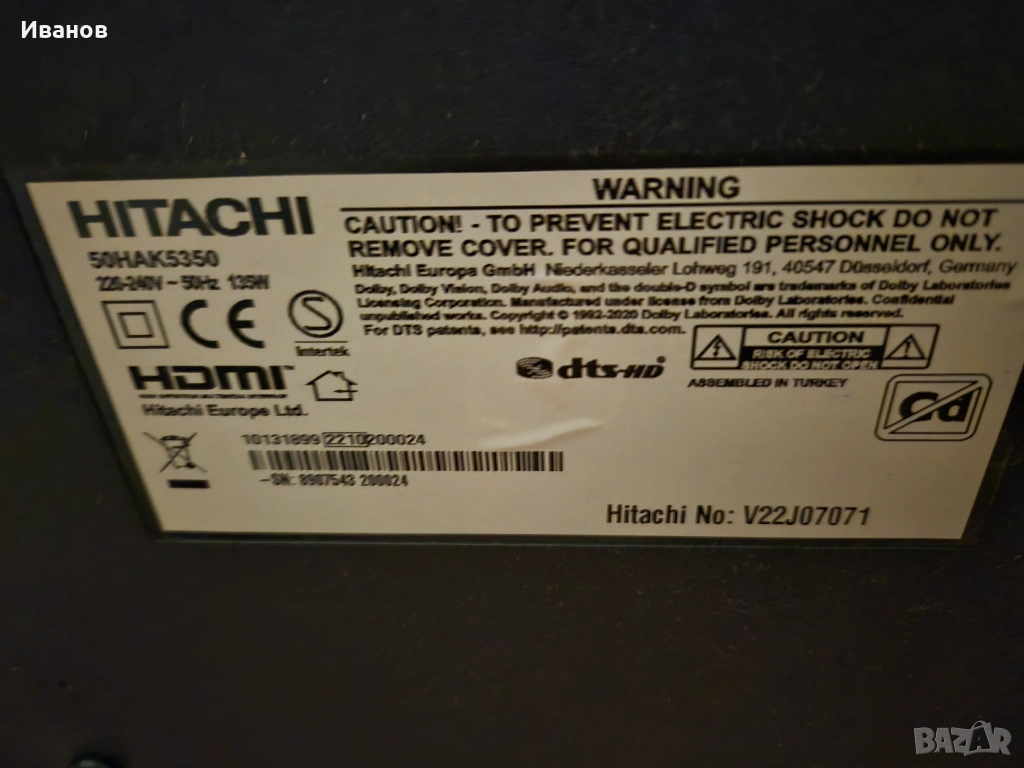 Иванов
HITACHI
50HAK5350
220-240V ~ 50Hz 135W
Intertek
HDMI
Hitachi Europe Ltd.
WARNING
CAUTION! - TO PREVENT ELECTRIC SHOCK DO NOT
REMOVE COVER. FOR QUALIFIED PERSONNEL ONLY.
Hitachi Europa GmbH Niederkasseler Lohweg 191, 40547 Düsseldorf, Germany
Dolby, Dolby Vision, Dolby Audio, and the double-D symbol are trademarks of Dolby Laboratories
Licensing Corporation. Manufactured under license from Dolby Laboratories. Confidential
unpublished works. Copyright © 1992-2020 Dolby Laboratories. All rights reserved.
For DTS patents, see http://patents.dts.com.
dts-HD
CAUTION
RISK OF ELECTRIC
SHOCK DO NOT OPEN
ASSEMBLED IN TURKEY
Cd
10131899 2210200024
-SN: 8907543 200024
Hitachi No: V22J07071
BAZAR